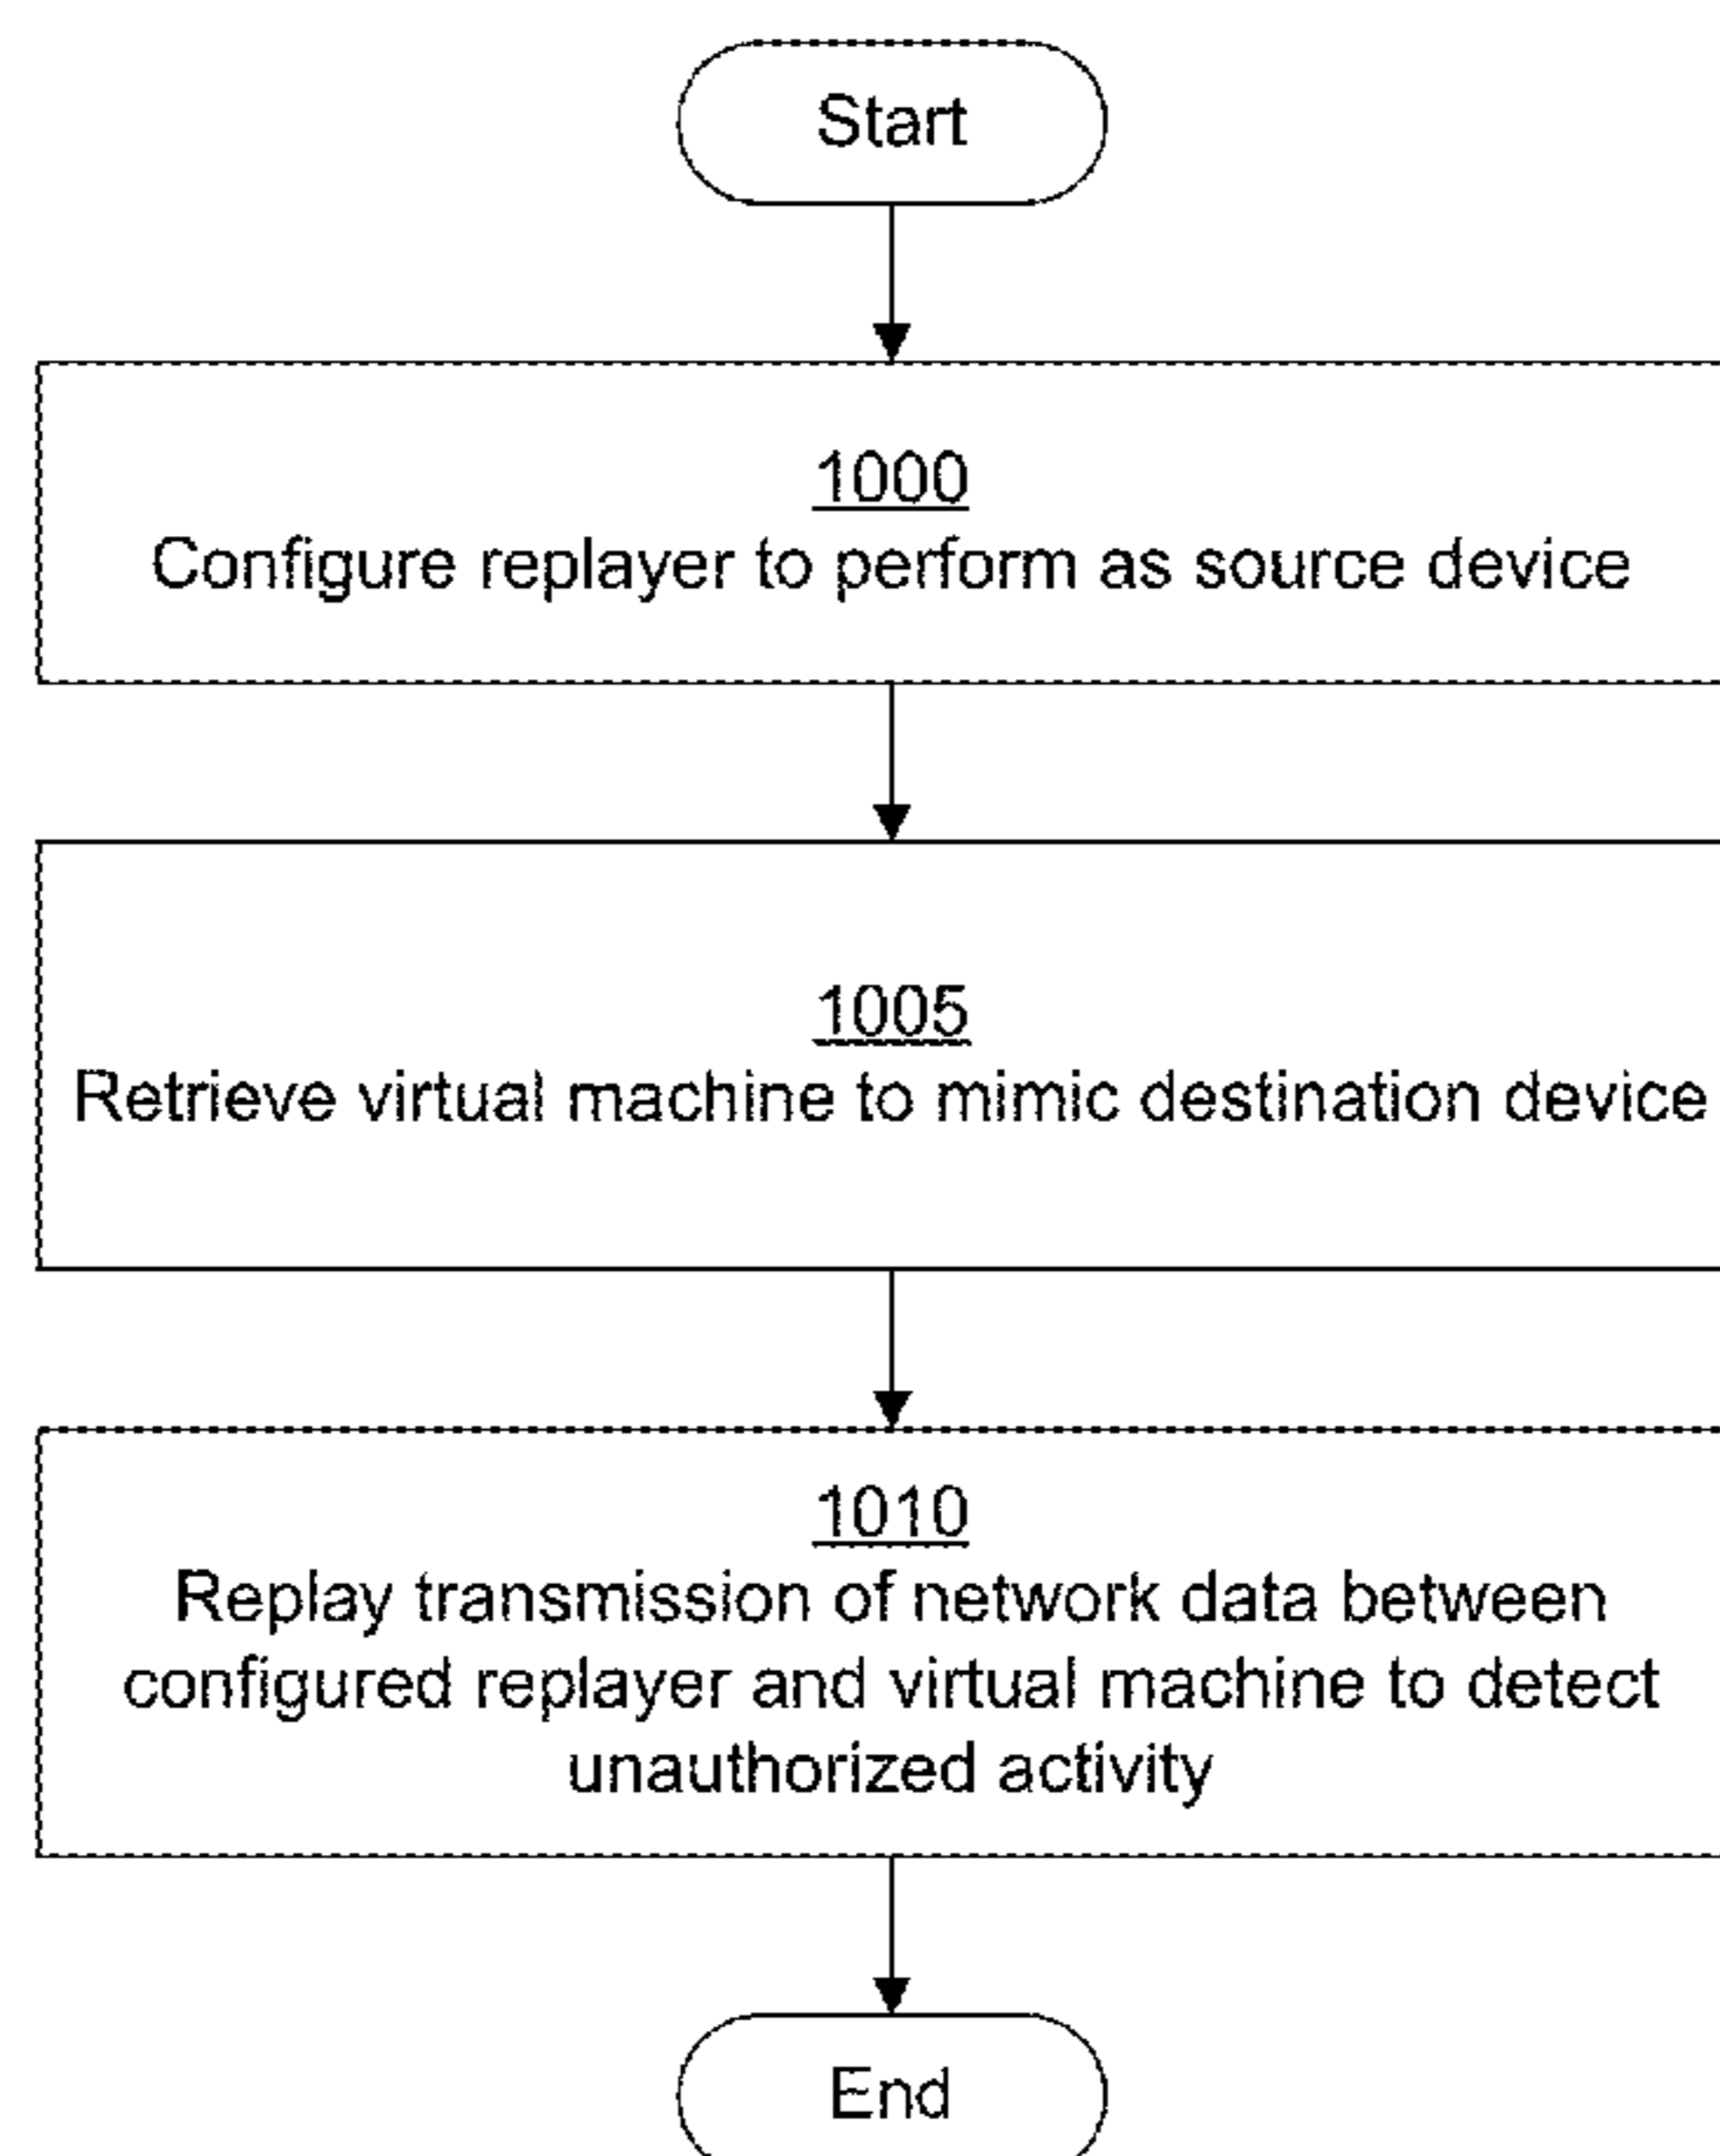 Start
1000
Configure replayer to perform as source device
1005
Retrieve virtual machine to mimic destination device
1010
Replay transmission of network data between
configured replayer and virtual machine to detect
unauthorized activity
End